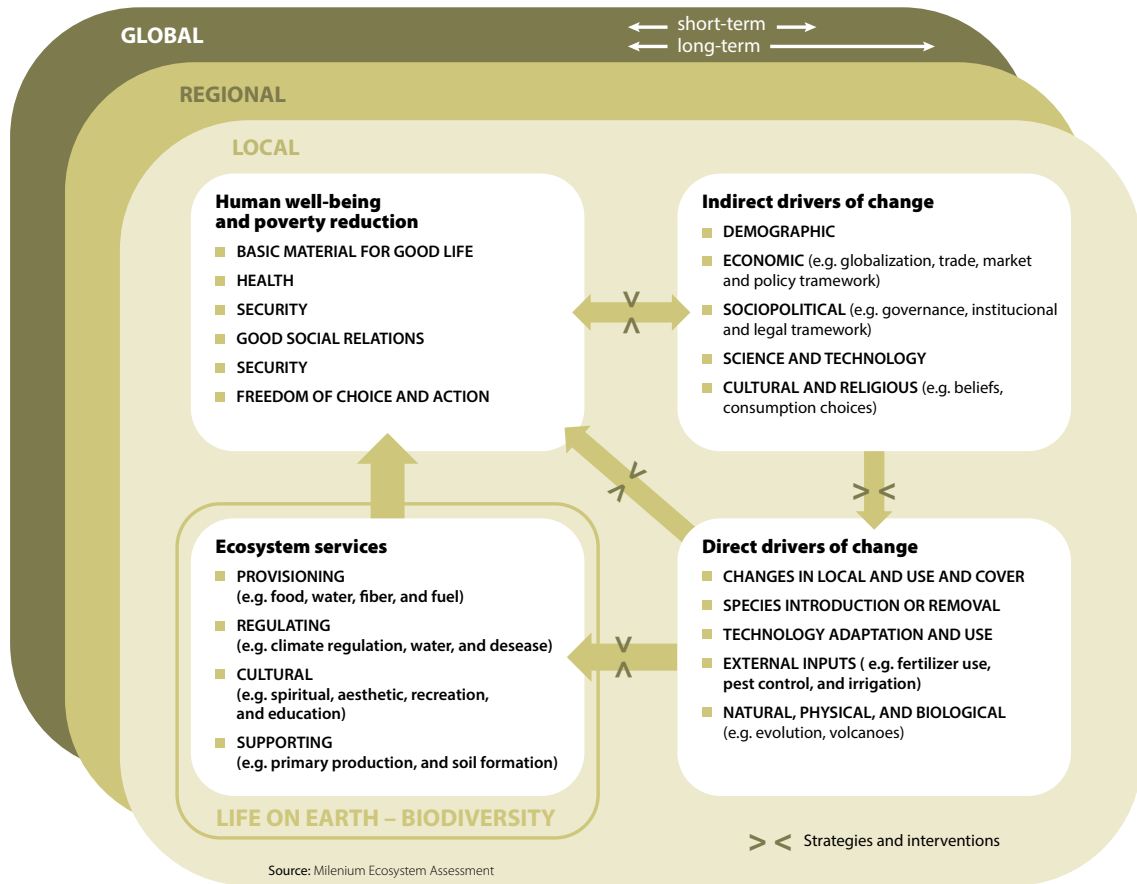 GLOBAL
short-term
long-term
REGIONAL
LOCAL
Human well-being
and poverty reduction
BASIC MATERIAL FOR GOOD LIFE
HEALTH
SECURITY
GOOD SOCIAL RELATIONS
SECURITY
FREEDOM OF CHOICE AND ACTION
Indirect drivers of change
DEMOGRAPHIC
ECONOMIC (e.g. globalization, trade, market
and policy tramework)
SOCIOPOLITICAL (e.g. governance, institucional
and legal tramework)
SCIENCE AND TECHNOLOGY
CULTURAL AND RELIGIOUS (e.g. beliefs,
consumption choices)
Ecosystem services
PROVISIONING
(e.g. food, water, fiber, and fuel)
REGULATING
(e.g. climate regulation, water, and desease)
CULTURAL
(e.g. spiritual, aesthetic, recreation,
and education)
SUPPORTING
(e.g. primary production, and soil formation)
LIFE ON EARTH – BIODIVERSITY
Direct drivers of change
CHANGES IN LOCAL AND USE AND COVER
SPECIES INTRODUCTION OR REMOVAL
TECHNOLOGY ADAPTATION AND USE
EXTERNAL INPUTS ( e.g. fertilizer use,
pest control, and irrigation)
NATURAL, PHYSICAL, AND BIOLOGICAL
(e.g. evolution, volcanoes)
> < Strategies and interventions
Source: Milenium Ecosystem Assessment